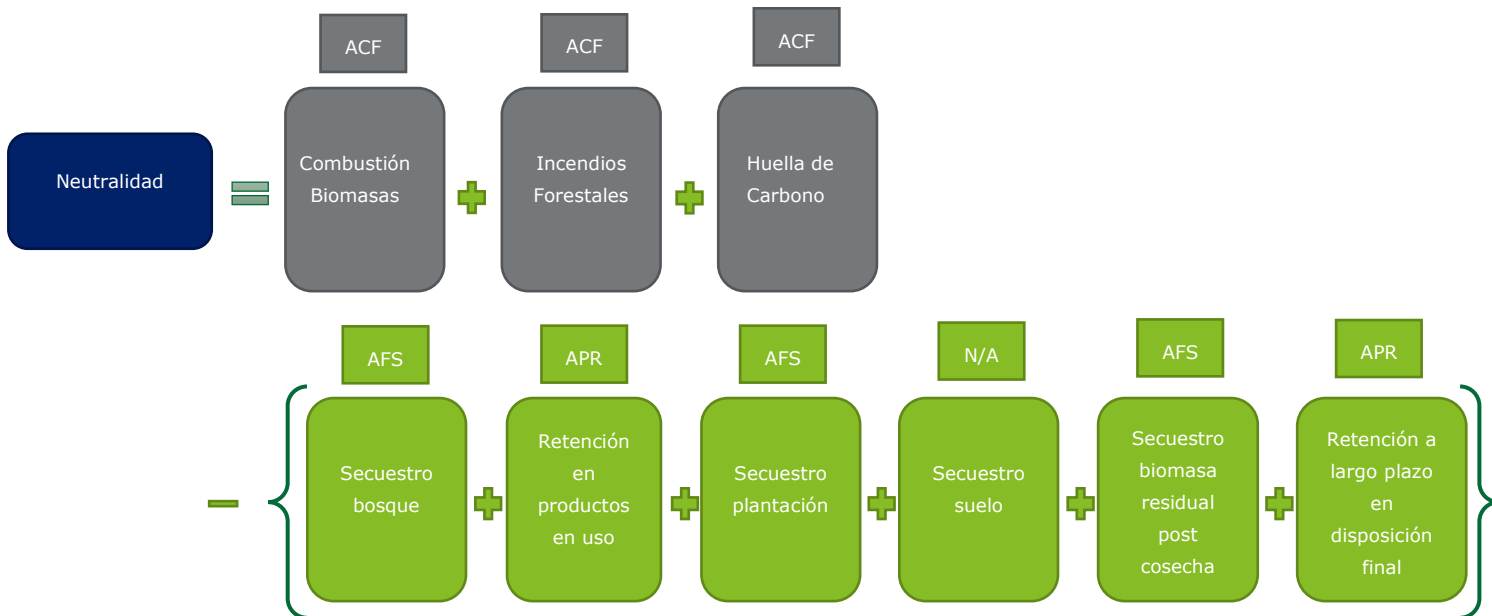 ACF
ACF
ACF
Neutralidad
Combustión
Biomasas
Incendios
Forestales
Huella de
Carbono
AFS
APR
AFS
N/A
AFS
APR
Secuestro
bosque
Retención
en
productos
en uso
Secuestro
plantación
Secuestro
suelo
Secuestro
biomasa
residual
post
cosecha
Retención a
largo plazo
en
disposición
final